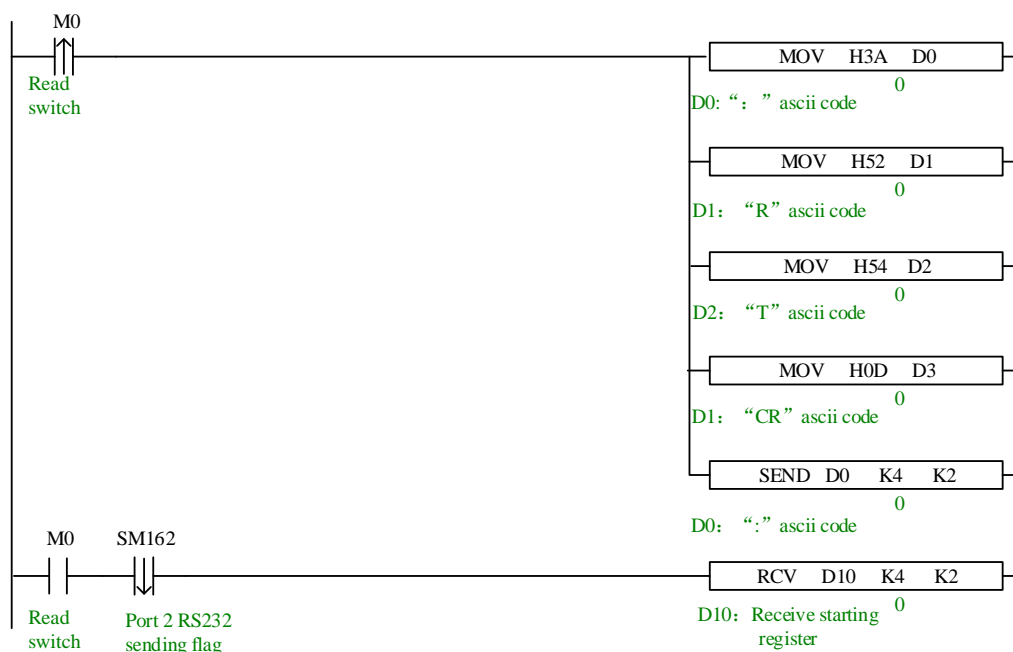 M0
MOV H3A D0
Read
switch
0
D0: “： ” ascii code
MOV H52 D1
0
D1： “R” ascii code
MOV H54 D2
0
D2： “T” ascii code
MOV H0D D3
0
D1： “CR” ascii code
SEND D0 K4 K2
0
D0： “:” ascii code
M0 SM162
RCV D10 K4 K2
Read
switch
Port 2 RS232
sending flag
D10： Receive starting
register
0